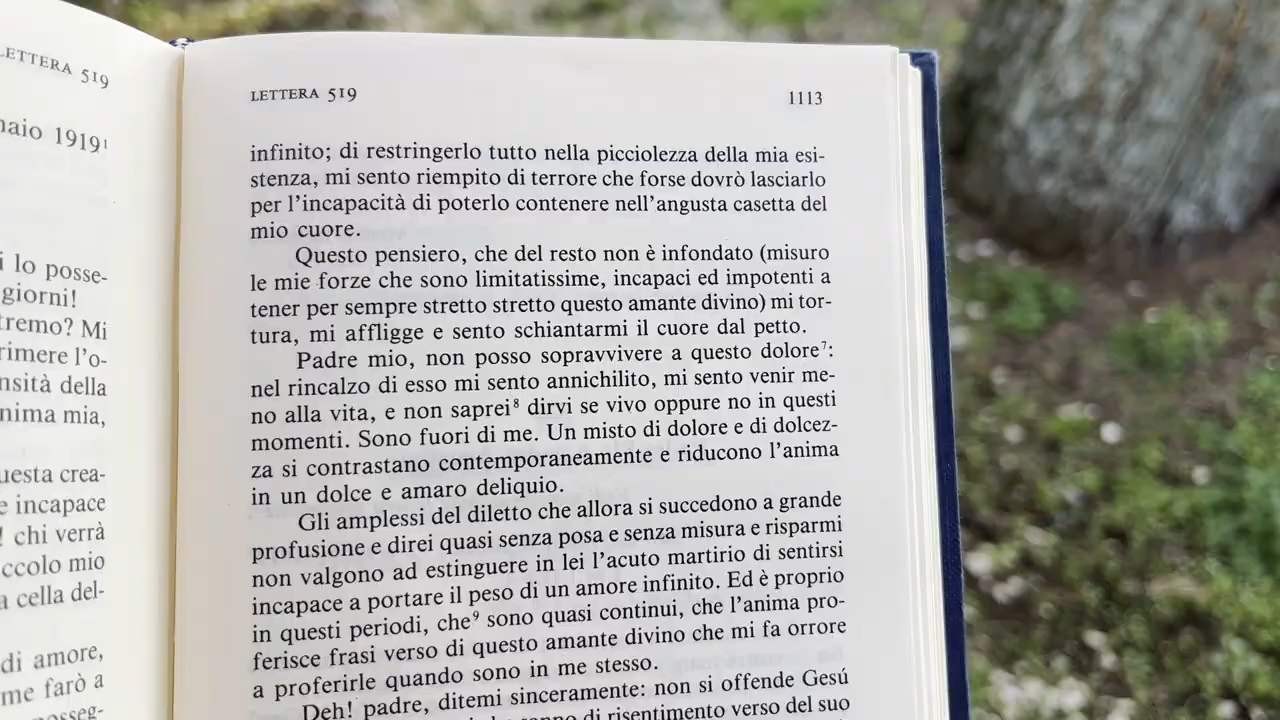 LETTERA 519
naio 1919¹
i lo posse-
giorni!
tremo? Mi
rimere l'o-
nsità della
nima mia,
uesta crea-
e incapace
! chi verrà
ccolo mio
a cella del-
di amore,
me farò a
posseg-
LETTERA 519
1113
infinito; di restringerlo tutto nella picciolezza della mia esi-
stenza, mi sento riempito di terrore che forse dovrò lasciarlo
per l'incapacità di poterlo contenere nell'angusta casetta del
mio cuore.
Questo pensiero, che del resto non è infondato (misuro
le mie forze che sono limitatissime, incapaci ed impotenti a
tener per sempre stretto stretto questo amante divino) mi tor-
tura, mi affligge e sento schiantarmi il cuore dal petto.
Padre mio, non posso sopravvivere a questo dolore⁷:
nel rincalzo di esso mi sento annichilito, mi sento venir me-
no alla vita, e non saprei⁸ dirvi se vivo oppure no in questi
momenti. Sono fuori di me. Un misto di dolore e di dolcez-
za si contrastano contemporaneamente e riducono l'anima
in un dolce e amaro deliquio.
Gli amplessi del diletto che allora si succedono a grande
profusione e direi quasi senza posa e senza misura e risparmi
non valgono ad estinguere in lei l'acuto martirio di sentirsi
incapace a portare il peso di un amore infinito. Ed è proprio
in questi periodi, che⁹ sono quasi continui, che l'anima pro-
ferisce frasi verso di questo amante divino che mi fa orrore
a proferirle quando sono in me stesso.
Deh! padre, ditemi sinceramente: non si offende Gesú
di risentimento verso del suo